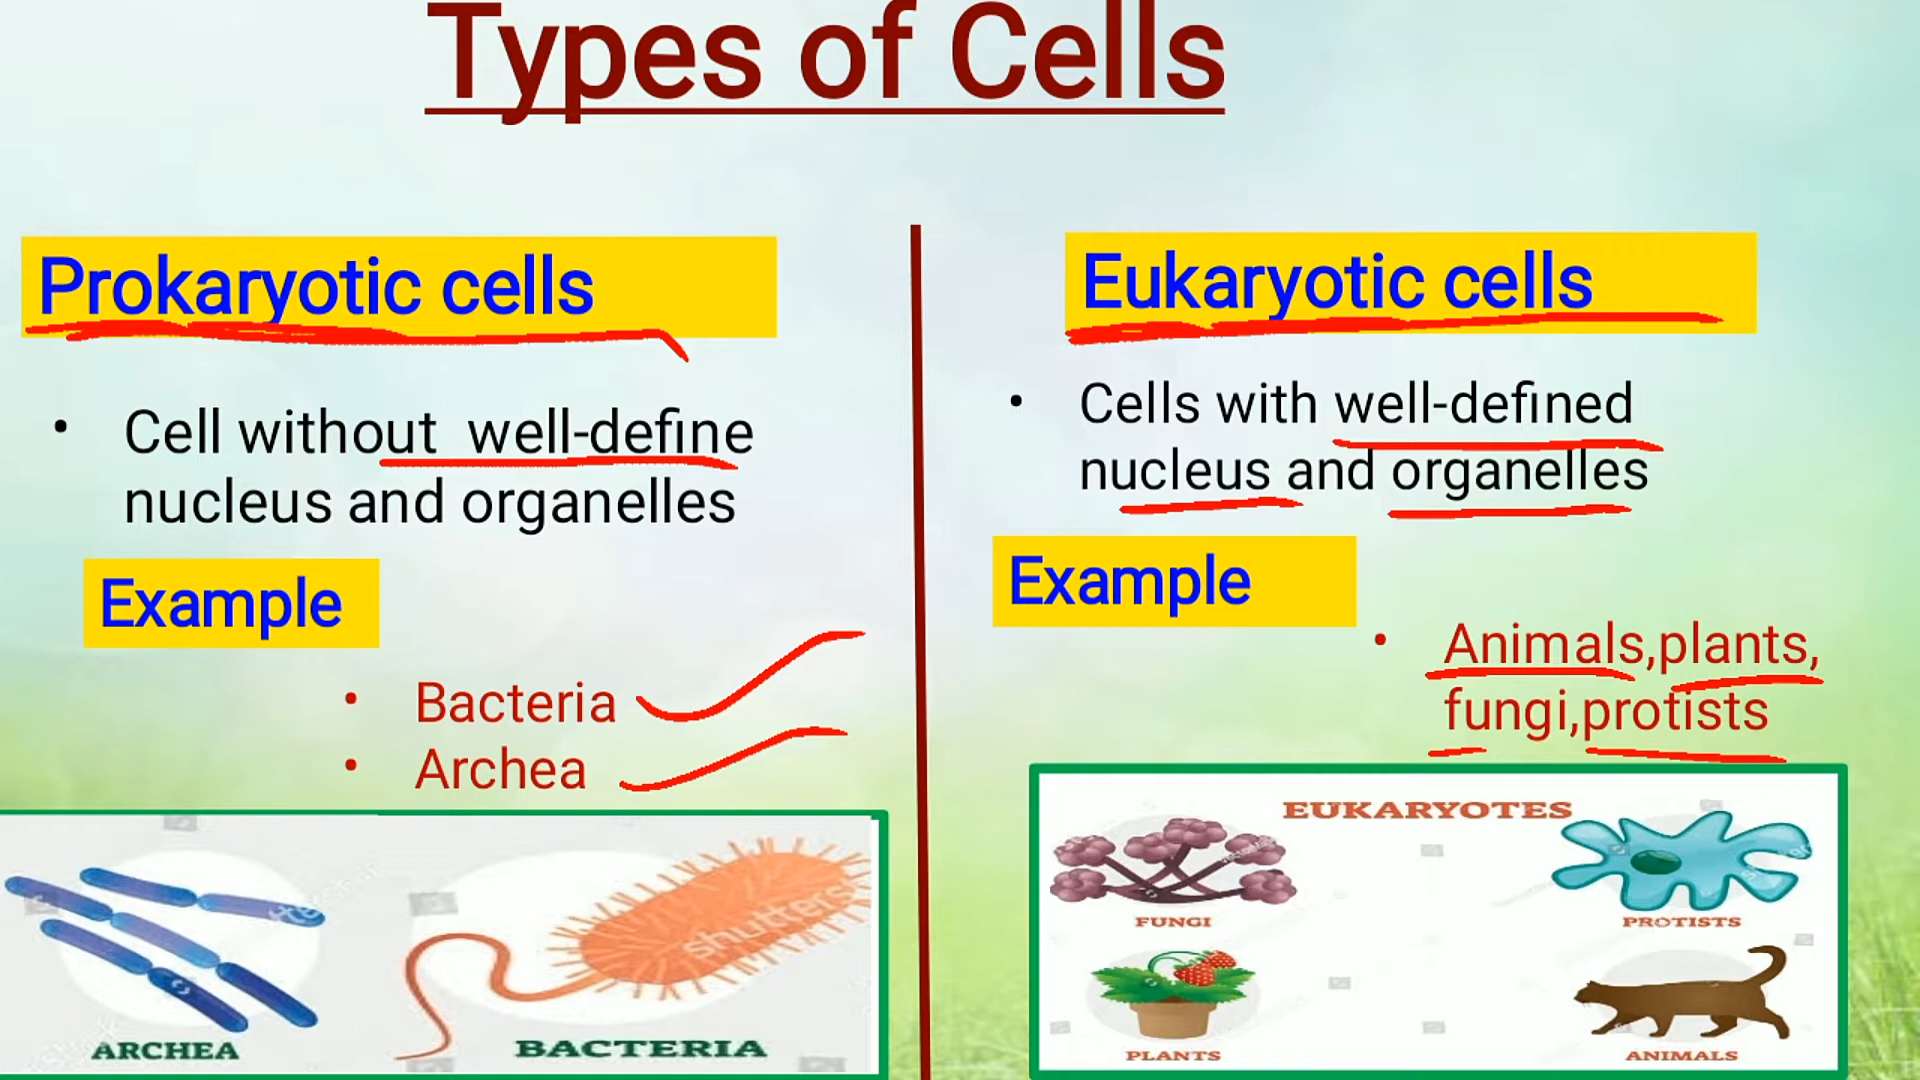 Types of Cells
Prokaryotic cells
• Cell without well-define
nucleus and organelles
Example
• Bacteria
• Archea
ARCHEA
BACTERIA
shutters
Eukaryotic cells
• Cells with well-defined
nucleus and organelles
Example
• Animals,plants,
fungi,protists
EUKARYOTES
FUNGI
PROTISTS
PLANTS
ANIMALS